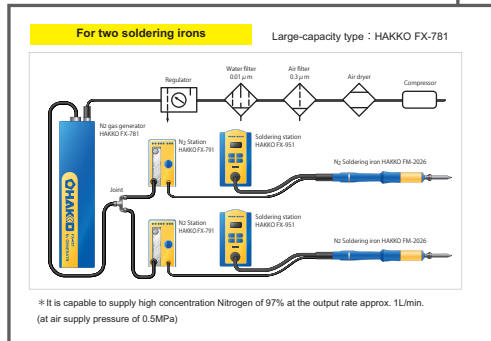 For two soldering irons
Large-capacity type：HAKKO FX-781
Regulator
Water filter
0.01μm
Air filter
0.3μm
Air dryer
Compressor
N2 gas generator
HAKKO FX-781
N2 Station
HAKKO FX-791
Soldering station
HAKKO FX-951
N2 Soldering iron HAKKO FM-2026
Joint
HAKKO
N2 Station
HAKKO FX-791
Soldering station
HAKKO FX-951
N2 Soldering iron HAKKO FM-2026
＊It is capable to supply high concentration Nitrogen of 97% at the output rate approx. 1L/min.
(at air supply pressure of 0.5MPa)